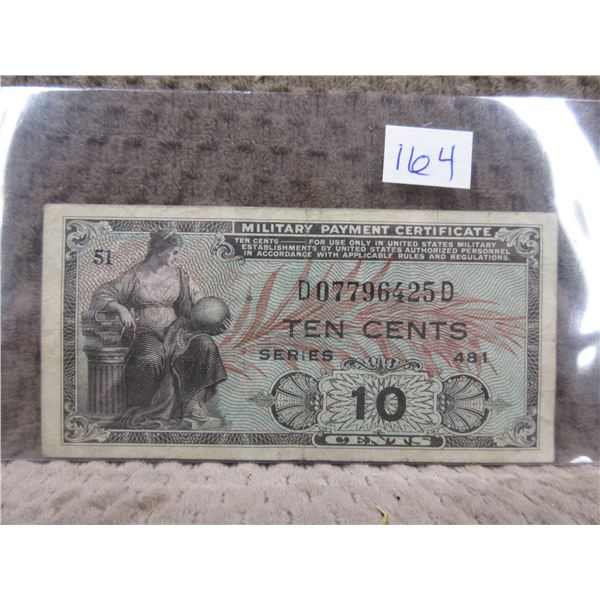 164
MILITARY PAYMENT CERTIFICATE
TEN CENTS FOR USE ONLY IN UNITED STATES MILITARY
ESTABLISHMENTS BY UNITED STATES AUTHORIZED PERSONNEL
IN ACCORDANCE WITH APPLICABLE RULES AND REGULATIONS.
51
D07796425D
TEN CENTS
SERIES 481
10
CENTS